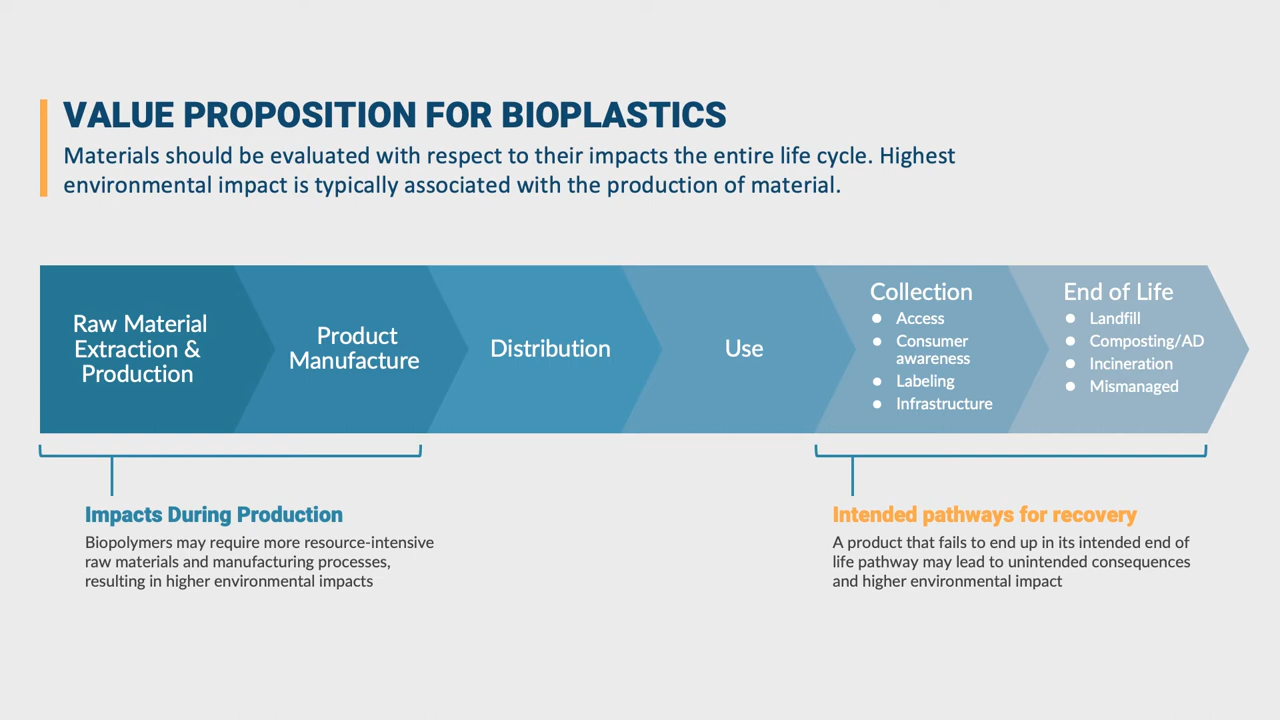 VALUE PROPOSITION FOR BIOPLASTICS
Materials should be evaluated with respect to their impacts the entire life cycle. Highest
environmental impact is typically associated with the production of material.
Raw Material
Extraction &
Production
Product
Manufacture
Distribution
Use
Collection
● Access
● Consumer
awareness
● Labeling
● Infrastructure
End of Life
● Landfill
● Composting/AD
● Incineration
● Mismanaged
Impacts During Production
Biopolymers may require more resource-intensive
raw materials and manufacturing processes,
resulting in higher environmental impacts
Intended pathways for recovery
A product that fails to end up in its intended end of
life pathway may lead to unintended consequences
and higher environmental impact